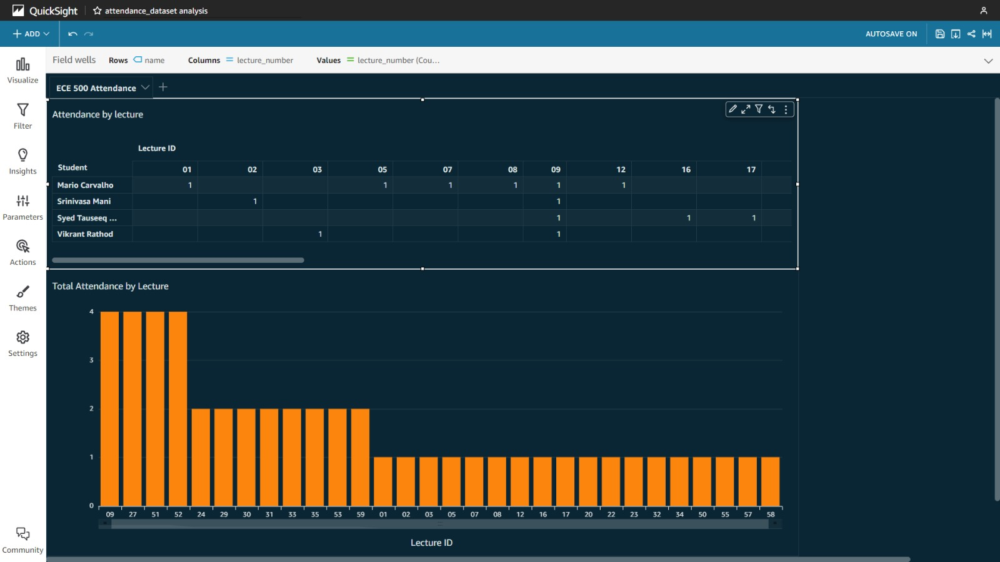 QuickSight attendance_dataset analysis
ADD AUTOSAVE ON
Field wells Rows name Columns lecture_number Values lecture_number (Cou...
Visualize
ECE 500 Attendance
Attendance by lecture
Filter
Lecture ID
Insights
Student 01 02 03 05 07 08 09 12 16 17
Mario Carvalho 1 1 1 1 1 1
Srinivasa Mani 1 1
Parameters
Syed Tauseeq ... 1 1 1
Vikrant Rathod 1 1
Actions
Total Attendance by Lecture
Themes
Settings
4
3
2
1
0
09 27 51 52 24 29 30 31 33 35 53 59 01 02 03 05 07 08 12 16 17 20 22 23 32 34 50 55 57 58
Lecture ID
Community